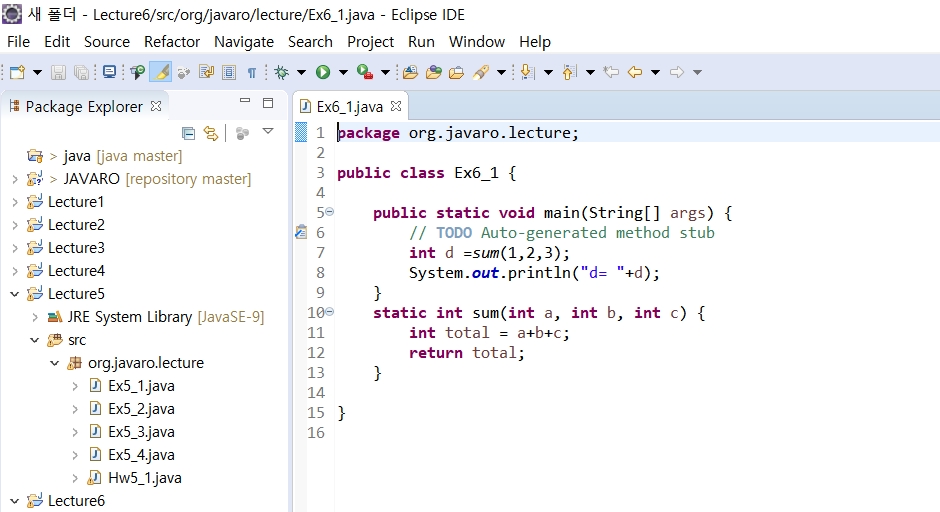 새 폴더 - Lecture6/src/org/javaro/lecture/Ex6_1.java - Eclipse IDE
File Edit Source Refactor Navigate Search Project Run Window Help
Package Explorer
> java [java master]
> JAVARO [repository master]
Lecture1
Lecture2
Lecture3
Lecture4
Lecture5
JRE System Library [JavaSE-9]
src
org.javaro.lecture
Ex5_1.java
Ex5_2.java
Ex5_3.java
Ex5_4.java
Hw5_1.java
Lecture6
Ex6_1.java
1 package org.javaro.lecture;
2
3 public class Ex6_1 {
4
5 public static void main(String[] args) {
6 // TODO Auto-generated method stub
7 int d =sum(1,2,3);
8 System.out.println("d= "+d);
9 }
10 static int sum(int a, int b, int c) {
11 int total = a+b+c;
12 return total;
13 }
14
15 }
16